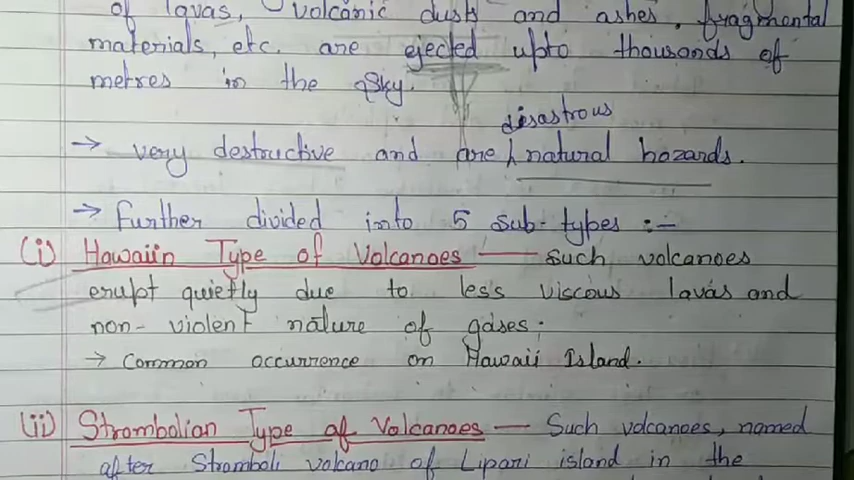 of lavas, volcanic dusts and ashes, fragmental
materials, etc. are ejected upto thousands of
metres in the sky.
disastrous
→ very destructive and are natural hazards.
→ Further divided into 5 sub-types :-
(i) Hawaiin Type of Volcanoes — such volcanoes
erupt quietly due to less viscous lavas and
non-violent nature of gases.
→ Common occurrence on Hawaii Island.
(ii) Strombolian Type of Volcanoes — Such volcanoes, named
after Stromboli volcano of Lipari island in the